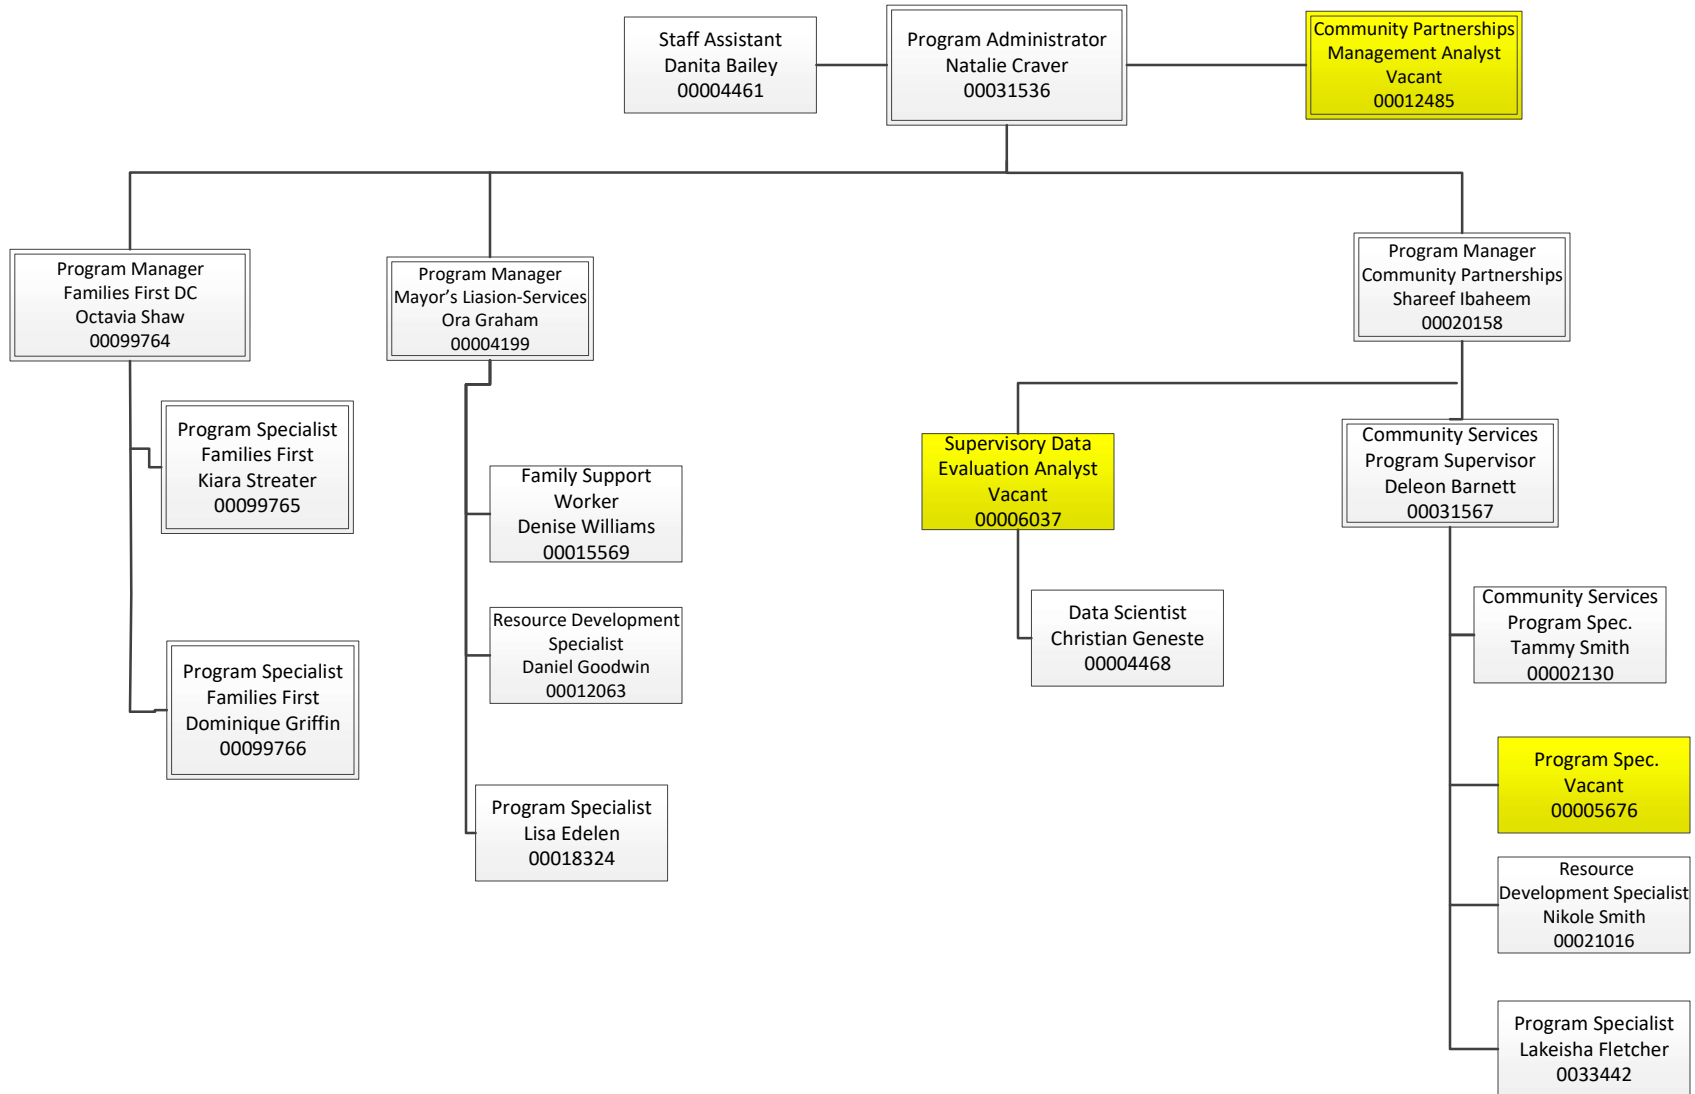 Staff Assistant
Danita Bailey
00004461
Program Administrator
Natalie Craver
00031536
Community Partnerships
Management Analyst
Vacant
00012485
Program Manager
Families First DC
Octavia Shaw
00099764
Program Manager
Mayor’s Liasion-Services
Ora Graham
00004199
Program Manager
Community Partnerships
Shareef Ibaheem
00020158
Program Specialist
Families First
Kiara Streater
00099765
Program Specialist
Families First
Dominique Griffin
00099766
Family Support
Worker
Denise Williams
00015569
Resource Development
Specialist
Daniel Goodwin
00012063
Program Specialist
Lisa Edelen
00018324
Supervisory Data
Evaluation Analyst
Vacant
00006037
Data Scientist
Christian Geneste
00004468
Community Services
Program Supervisor
Deleon Barnett
00031567
Community Services
Program Spec.
Tammy Smith
00002130
Program Spec.
Vacant
00005676
Resource
Development Specialist
Nikole Smith
00021016
Program Specialist
Lakeisha Fletcher
0033442